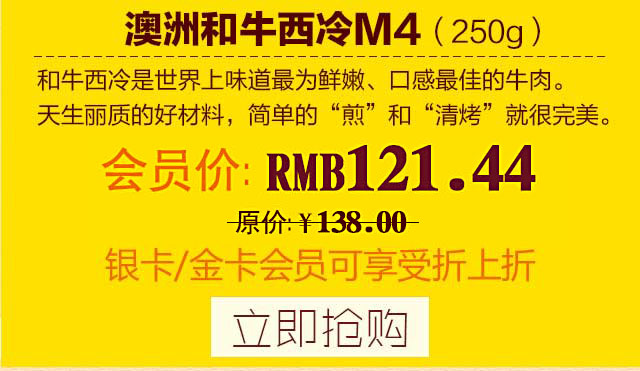 澳洲和牛西冷M4（250g）
和牛西冷是世界上味道最为鲜嫩、口感最佳的牛肉。
天生丽质的好材料，简单的“煎”和“清烤”就很完美。
会员价: RMB121.44
原价:￥138.00
银卡/金卡会员可享受折上折
立即抢购